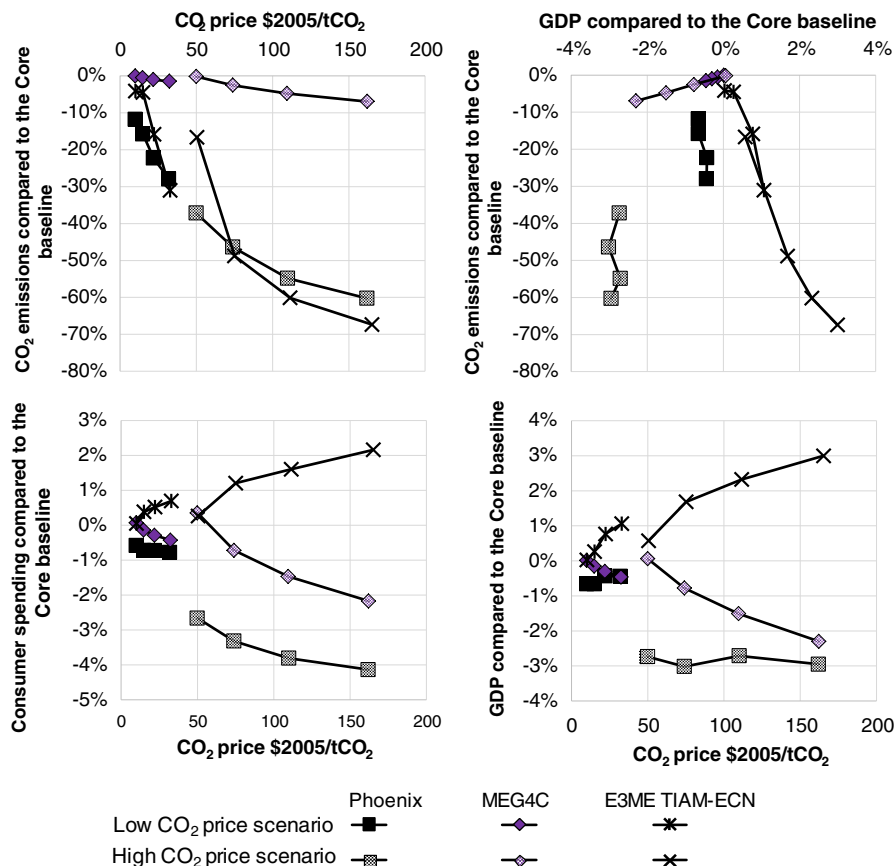 CO₂ price $2005/tCO₂
0 50 100 150 200
0%
-10%
-20%
-30%
-40%
-50%
-60%
-70%
-80%
CO₂ emissions compared to the Core
baseline
GDP compared to the Core baseline
-4% -2% 0% 2% 4%
0%
-10%
-20%
-30%
-40%
-50%
-60%
-70%
-80%
CO₂ emissions compared to the Core
baseline
3%
2%
1%
0%
-1%
-2%
-3%
-4%
-5%
Consumer spending compared to the
Core baseline
0 50 100 150 200
CO₂ price $2005/tCO₂
4%
3%
2%
1%
0%
-1%
-2%
-3%
-4%
GDP compared to the Core baseline
0 50 100 150 200
CO₂ price $2005/tCO₂
Phoenix MEG4C E3ME TIAM-ECN
Low CO₂ price scenario
High CO₂ price scenario